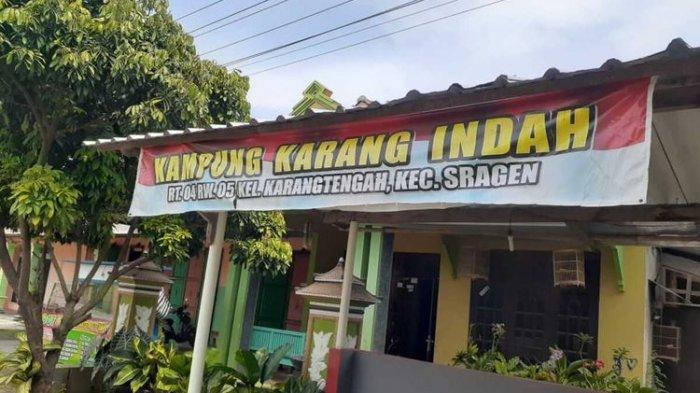 KAMPUNG KARANG INDAH
RT. 04 RW. 05 KEL. KARANGTENGAH, KEC. SRAGEN